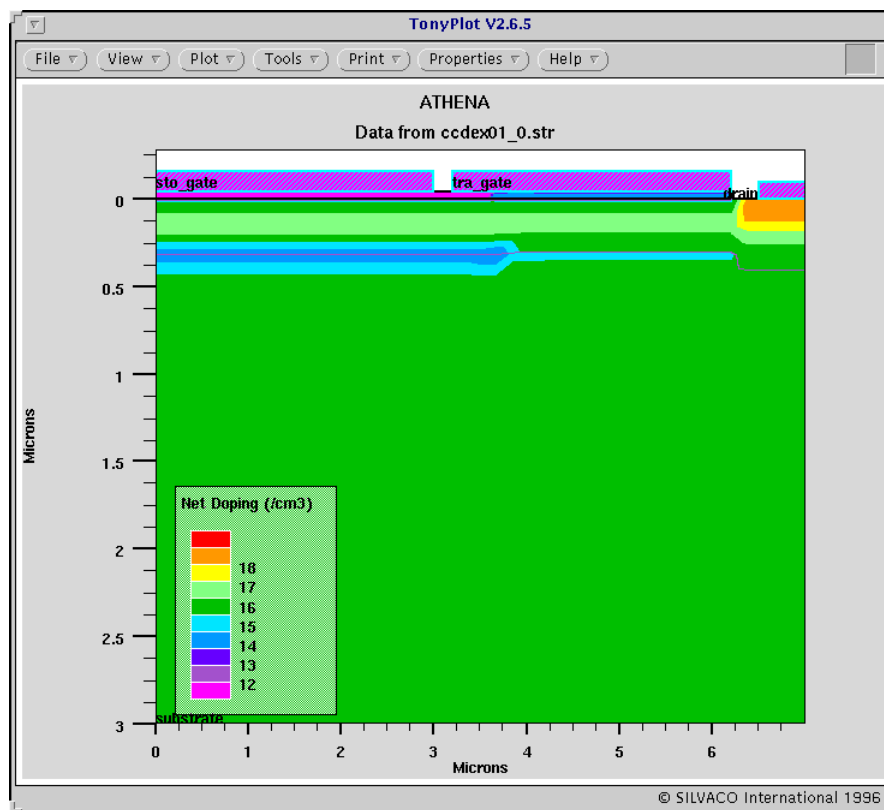 TonyPlot V2.6.5
File View Plot Tools Print Properties Help
ATHENA
Data from ccdex01_0.str
sto_gate tra_gate drain
0
0.5
1
1.5
2
2.5
3
Microns
Net Doping (/cm3)
18
17
16
15
14
13
12
substrate
0 1 2 3 4 5 6
Microns
© SILVACO International 1996